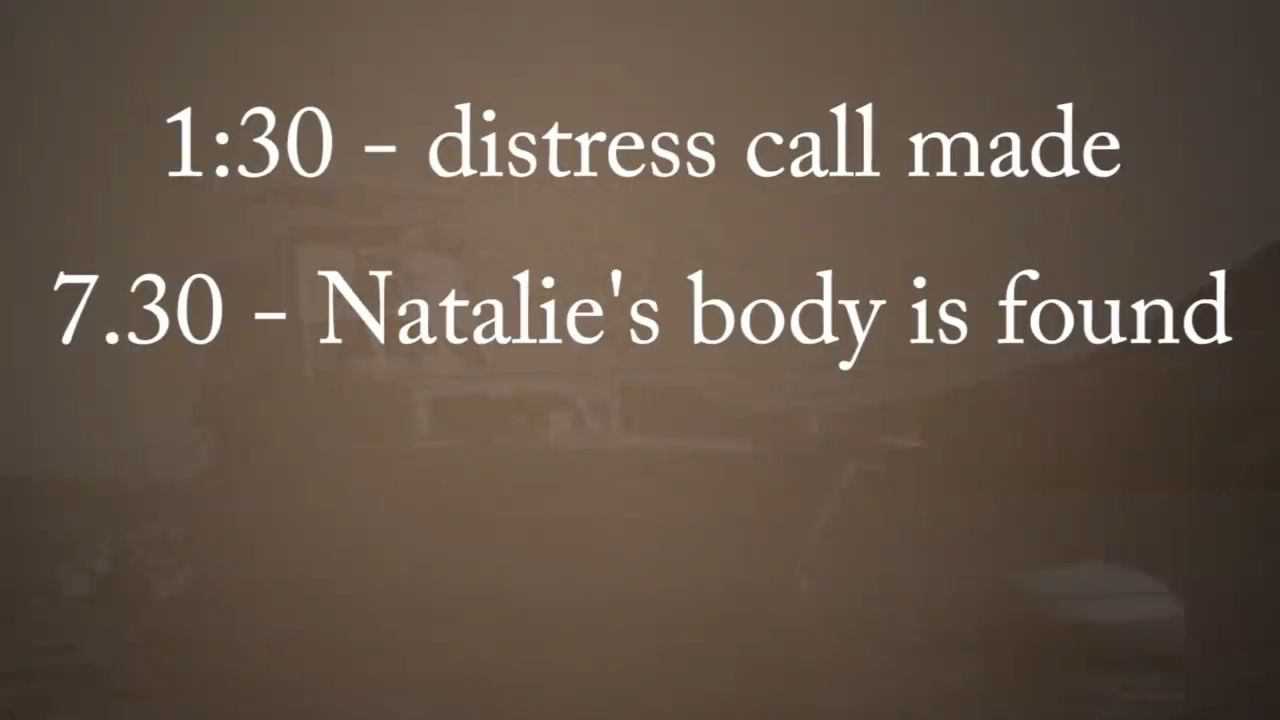 1:30 - distress call made
7.30 - Natalie's body is found